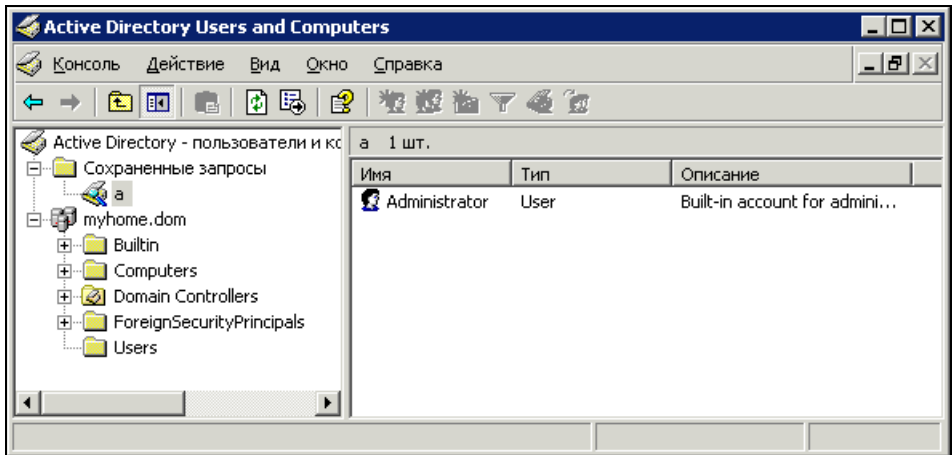 Active Directory Users and Computers
Консоль Действие Вид Окно Справка
Active Directory - пользователи и кс
a 1 шт.
Сохраненные запросы
Имя Тип Описание
a
Administrator User Built-in account for admini...
myhome.dom
Builtin
Computers
Domain Controllers
ForeignSecurityPrincipals
Users